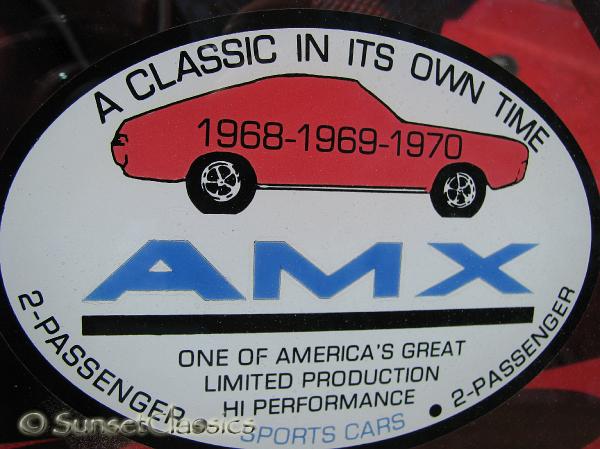 A CLASSIC IN ITS OWN TIME
1968-1969-1970
AMX
2-PASSENGER
ONE OF AMERICA'S GREAT
LIMITED PRODUCTION
HI PERFORMANCE
SPORTS CARS
• 2-PASSENGER
© SunsetClassics